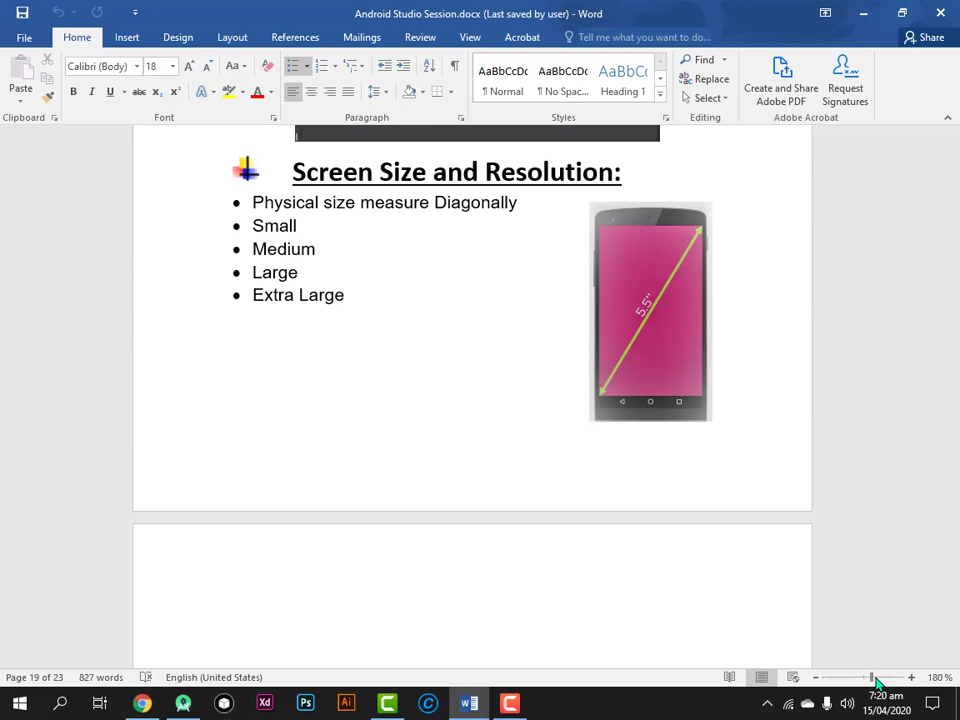 Android Studio Session.docx (Last saved by user) - Word
File Home Insert Design Layout References Mailings Review View Acrobat Tell me what you want to do... Share
Paste
Calibri (Body) 18
AaBbCcDc AaBbCcDc AaBbC
¶ Normal ¶ No Spac... Heading 1
Find
Replace
Select
Create and Share Adobe PDF
Request Signatures
Clipboard Font Paragraph Styles Editing Adobe Acrobat
Screen Size and Resolution:
Physical size measure Diagonally
Small
Medium
Large
Extra Large
5.5”
Page 19 of 23 827 words English (United States) 180 %
7:20 am
15/04/2020